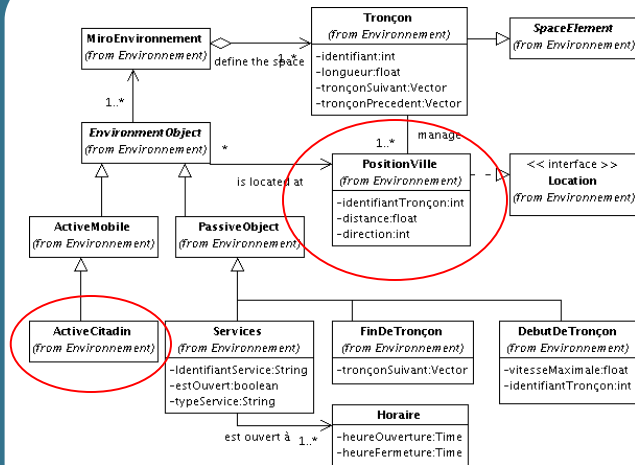 MiroEnvironnement
(from Environnement)
define the space
1..*
Tronçon
(from Environnement)
-identifiant:int
-longueur:float
-tronçonSuivant:Vector
-tronçonPrecedent:Vector
SpaceElement
(from Environnement)
1..*
manage
1..*
EnvironmentObject
(from Environnement)
*
is located at
PositionVille
(from Environnement)
-identifiantTronçon:int
-distance:float
-direction:int
<< interface >>
Location
(from Environnement)
ActiveMobile
(from Environnement)
PassiveObject
(from Environnement)
ActiveCitadin
(from Environnement)
Services
(from Environnement)
-IdentifiantService:String
-estOuvert:boolean
-typeService:String
FinDeTronçon
(from Environnement)
-tronçonSuivant:Vector
DebutDeTronçon
(from Environnement)
-vitesseMaximale:float
-identifiantTronçon:int
est ouvert à
1..*
Horaire
-heureOuverture:Time
-heureFermeture:Time